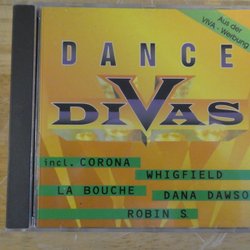 Aus der
VIVA - Werbung
DANCE
DIVAS
incl. CORONA
WHIGFIELD
LA BOUCHE
DANA DAWSO
ROBIN S